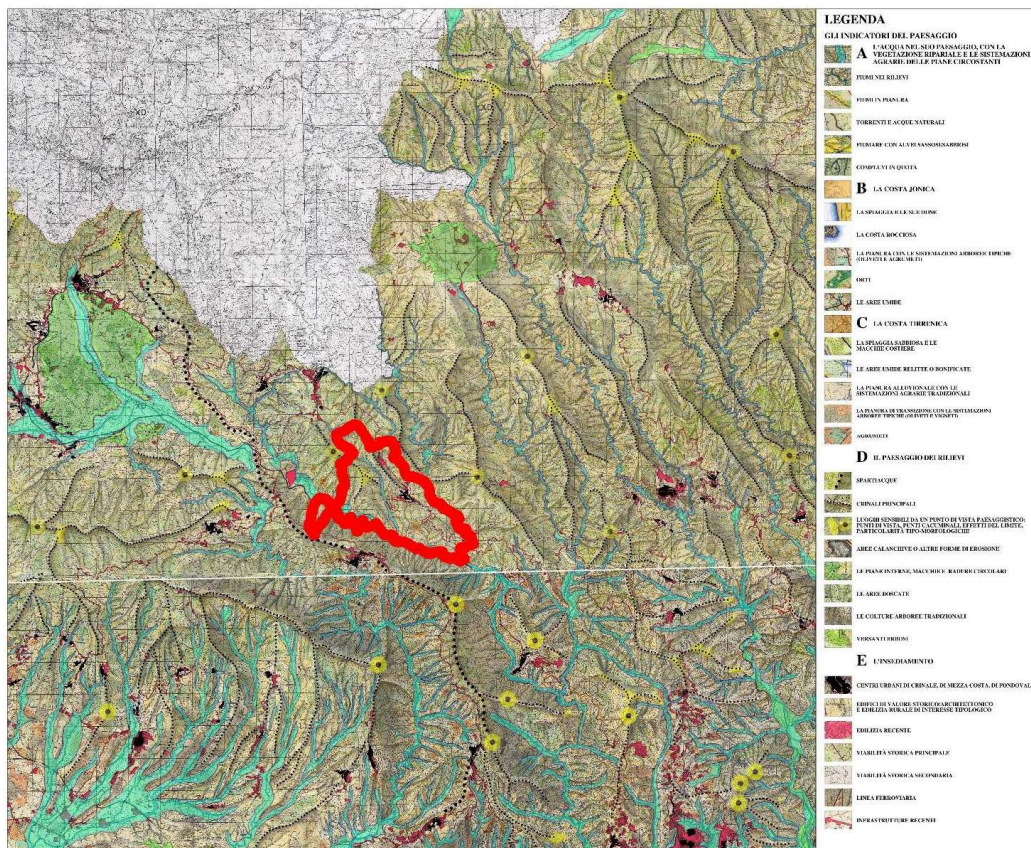 LEGENDA
GLI INDICATORI DEL PAESAGGIO
A L'ACQUA NEL SUO PAESAGGIO, CON LA
VEGETAZIONE RIPARIALE E LE SISTEMAZIONI
AGRARIE DELLE PIANE CIRCOSTANTI
FIUMI NEI RILIEVI
FIUMI IN PIANURA
TORRENTI E ACQUE NATURALI
FIUMARE CON ALVEI SASSOSI/SABBIOSI
COMPLUVI IN QUOTA
B LA COSTA JONICA
LA SPIAGGIA E LE SUE DUNE
LA COSTA ROCCIOSA
LA PIANURA CON LE SISTEMAZIONI ARBOREE TIPICHE
(OLIVETI E AGRUMETI)
ORTI
LE AREE UMIDE
C LA COSTA TIRRENICA
LA SPIAGGIA SABBIOSA E LE
MACCHIE COSTIERE
LE AREE UMIDE RELITTE O BONIFICATE
LA PIANURA ALLUVIONALE CON LE
SISTEMAZIONI AGRARIE TRADIZIONALI
LA PIANURA DI TRANSIZIONE CON LE SISTEMAZIONI
ARBOREE TIPICHE (OLIVETI E VIGNETI)
AGRUMETI
D IL PAESAGGIO DEI RILIEVI
SPARTIACQUE
CRINALI PRINCIPALI
LUOGHI SENSIBILI DA UN PUNTO DI VISTA PAESAGGISTICO:
PUNTI DI VISTA, PUNTI CACUMINALI, EFFETTI DEL LIMITE,
PARTICOLARITÀ TIPO-MORFOLOGICHE
AREE CALANCHIVE O ALTRE FORME DI EROSIONE
LE PIANE INTERNE, MACCHIE E RADURE CIRCOLARI
LE AREE BOSCATE
LE COLTURE ARBOREE TRADIZIONALI
VERSANTI ERBOSI
E L'INSEDIAMENTO
CENTRI URBANI DI CRINALE, DI MEZZA COSTA, DI FONDOVAL
EDIFICI DI VALORE STORICO/ARCHITETTONICO
E EDILIZIA RURALE DI INTERESSE TIPOLOGICO
EDILIZIA RECENTE
VIABILITÀ STORICA PRINCIPALE
VIABILITÀ STORICA SECONDARIA
LINEA FERROVIARIA
INFRASTRUTTURE RECENTI